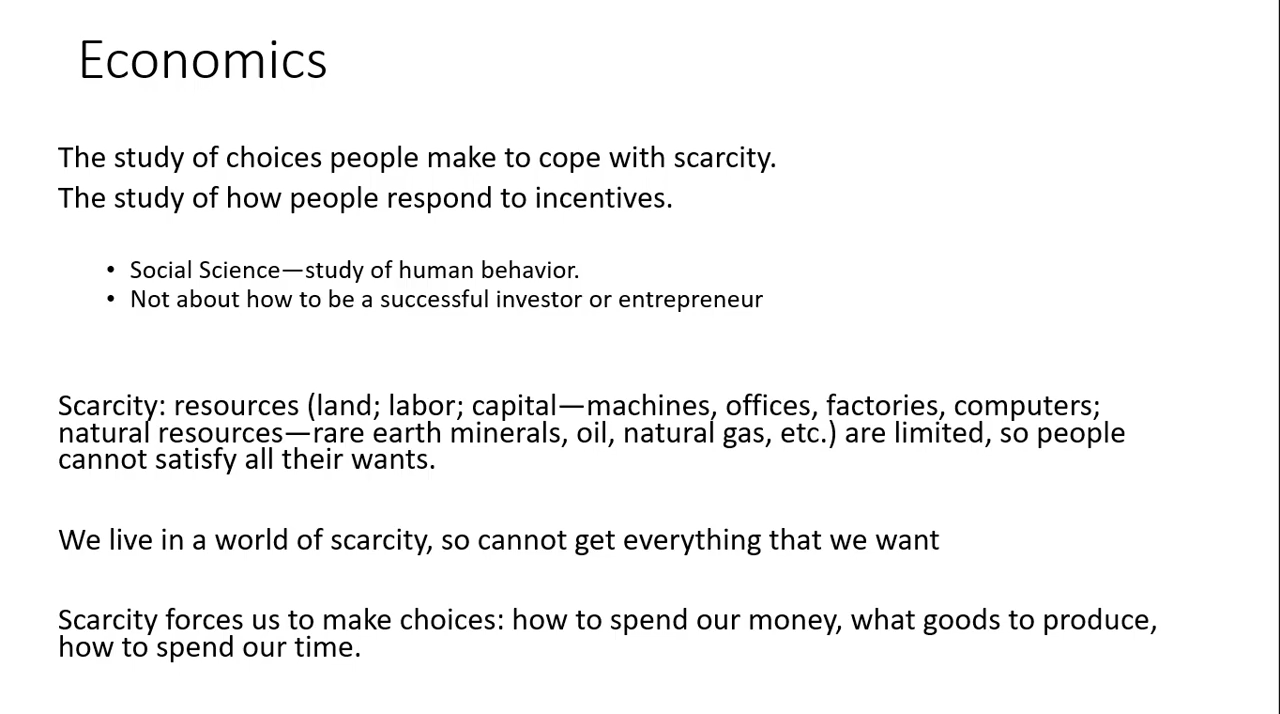 Economics
The study of choices people make to cope with scarcity.
The study of how people respond to incentives.
• Social Science—study of human behavior.
• Not about how to be a successful investor or entrepreneur
Scarcity: resources (land; labor; capital—machines, offices, factories, computers;
natural resources—rare earth minerals, oil, natural gas, etc.) are limited, so people
cannot satisfy all their wants.
We live in a world of scarcity, so cannot get everything that we want
Scarcity forces us to make choices: how to spend our money, what goods to produce,
how to spend our time.